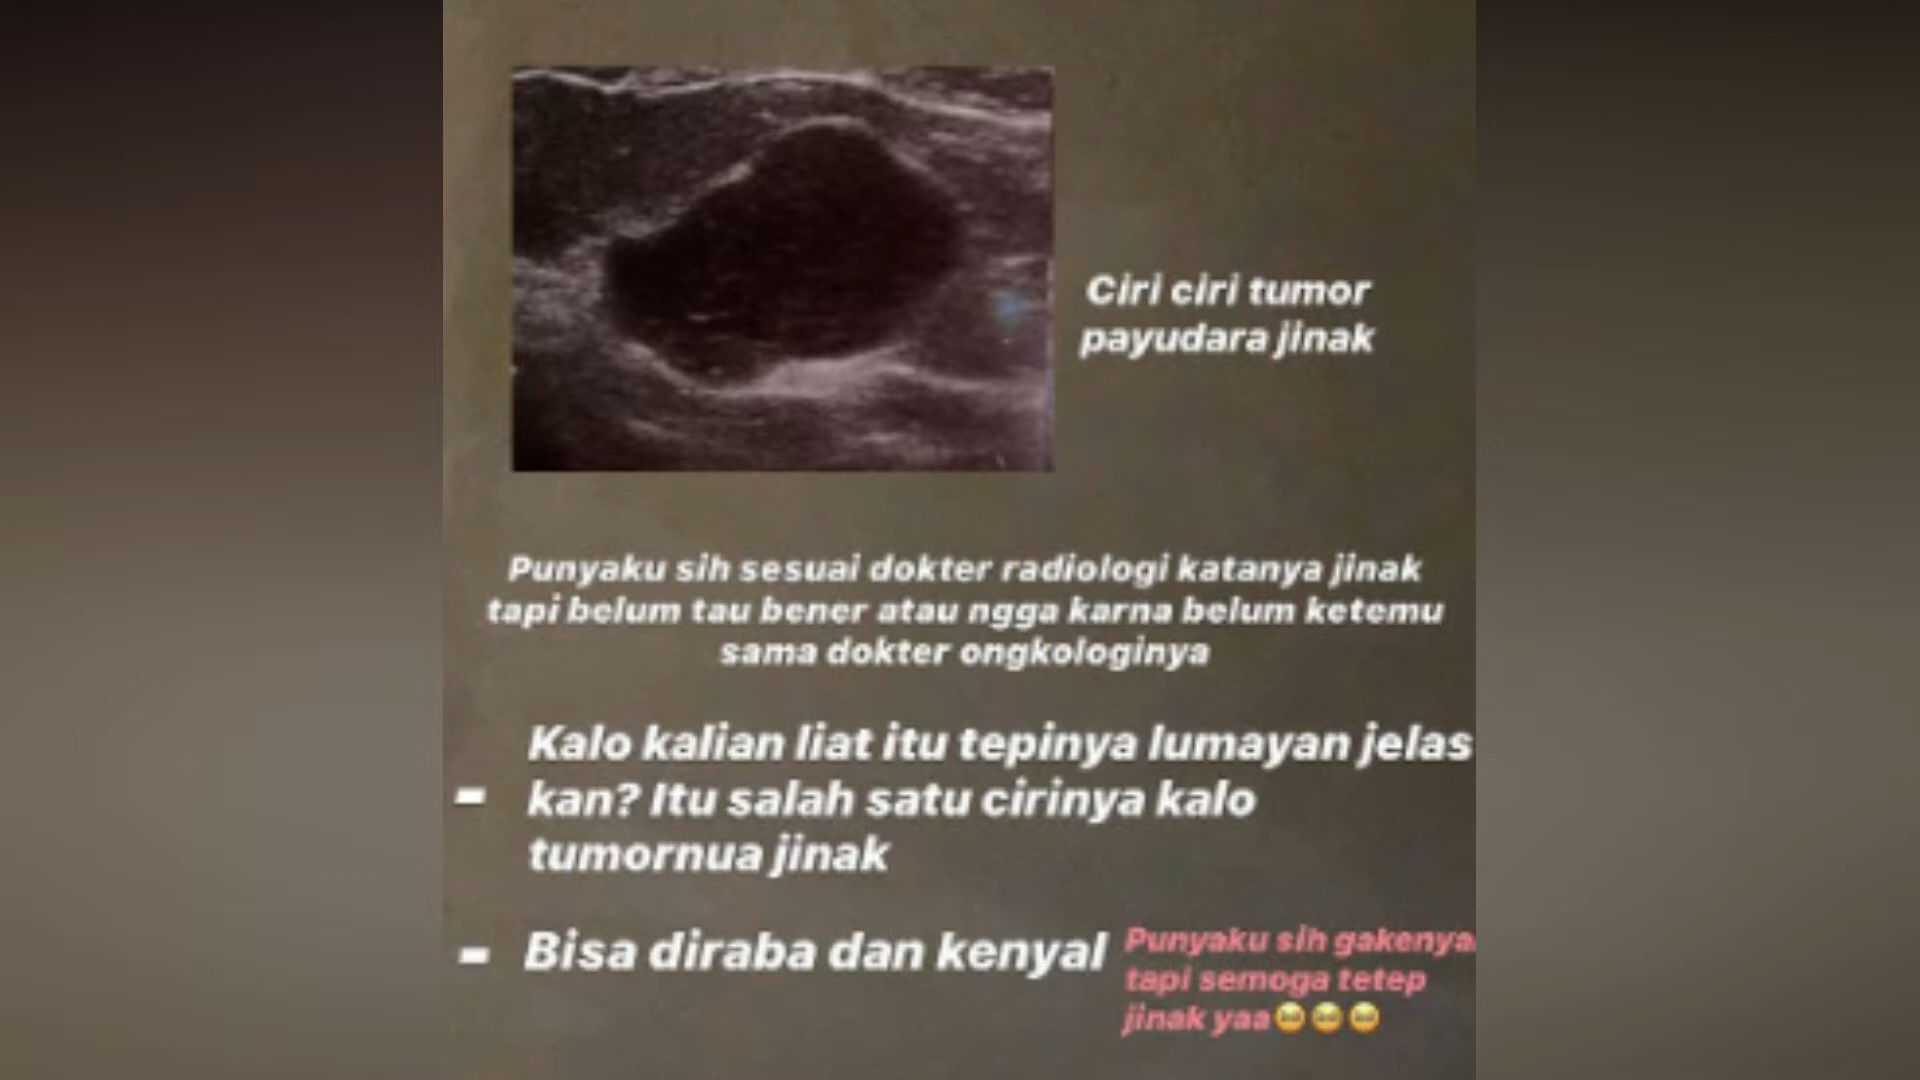 Ciri ciri tumor
payudara jinak
Punyaku sih sesuai dokter radiologi katanya jinak
tapi belum tau bener atau ngga karna belum ketemu
sama dokter ongkologinya
Kalo kalian liat itu tepinya lumayan jelas
- kan? Itu salah satu cirinya kalo
tumornua jinak
- Bisa diraba dan kenyal
Punyaku sih gakenya
tapi semoga tetep
jinak yaa😁😁😁